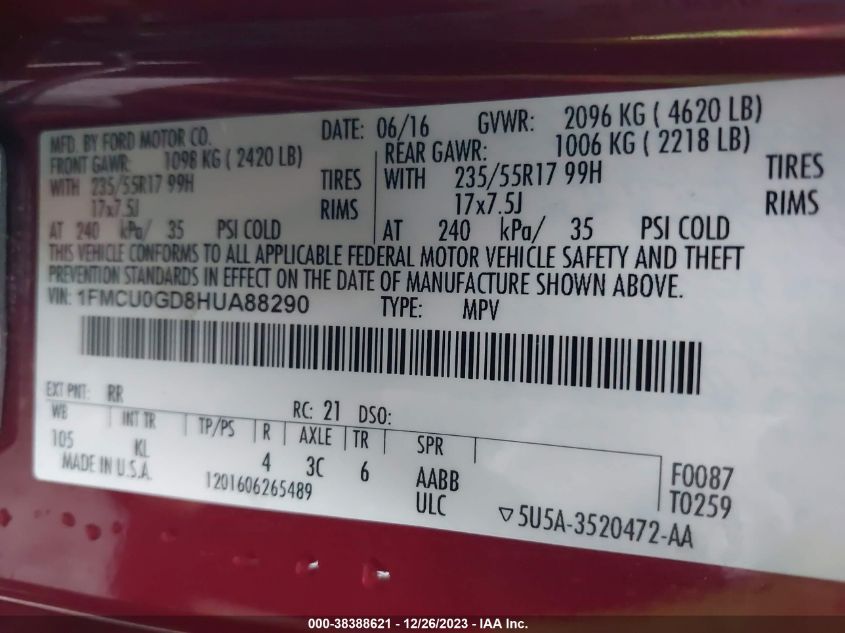 MFD. BY FORD MOTOR CO. DATE: 06/16 GVWR: 2096 KG ( 4620 LB)
FRONT GAWR: 1098 KG ( 2420 LB) REAR GAWR: 1006 KG ( 2218 LB)
WITH 235/55R17 99H TIRES WITH 235/55R17 99H TIRES
17x7.5J RIMS 17x7.5J RIMS
AT 240 kPa/ 35 PSI COLD AT 240 kPa/ 35 PSI COLD
THIS VEHICLE CONFORMS TO ALL APPLICABLE FEDERAL MOTOR VEHICLE SAFETY AND THEFT
PREVENTION STANDARDS IN EFFECT ON THE DATE OF MANUFACTURE SHOWN ABOVE.
VIN: 1FMCU0GD8HUA88290 TYPE: MPV
EXT PNT: RR RC: 21 DSO:
WB INT TR TP/PS R AXLE TR SPR
105 KL 4 3C 6 AABB F0087
MADE IN U.S.A. 1201606265489 ULC T0259
▽5U5A-3520472-AA
000-38388621 - 12/26/2023 - IAA Inc.